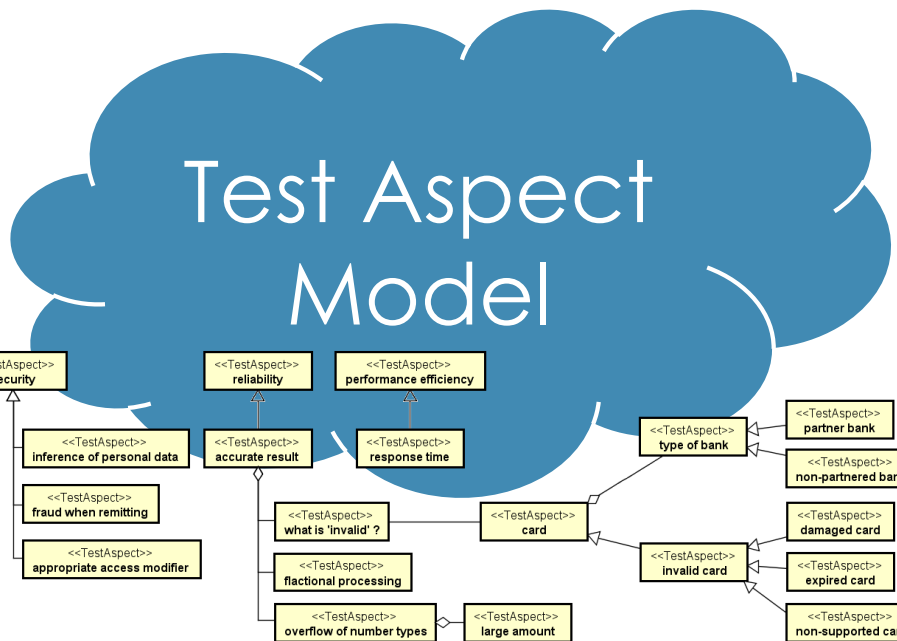 Test Aspect
Model
estAspect>>
ecurity
<<TestAspect>>
reliability
<<TestAspect>>
performance efficiency
<<TestAspect>>
inference of personal data
<<TestAspect>>
accurate result
<<TestAspect>>
response time
<<TestAspect>>
type of bank
<<TestAspect>>
partner bank
<<TestAspect>>
non-partnered ban
<<TestAspect>>
fraud when remitting
<<TestAspect>>
what is 'invalid' ?
<<TestAspect>>
card
<<TestAspect>>
damaged card
<<TestAspect>>
appropriate access modifier
<<TestAspect>>
flactional processing
<<TestAspect>>
invalid card
<<TestAspect>>
expired card
<<TestAspect>>
overflow of number types
<<TestAspect>>
large amount
<<TestAspect>>
non-supported car